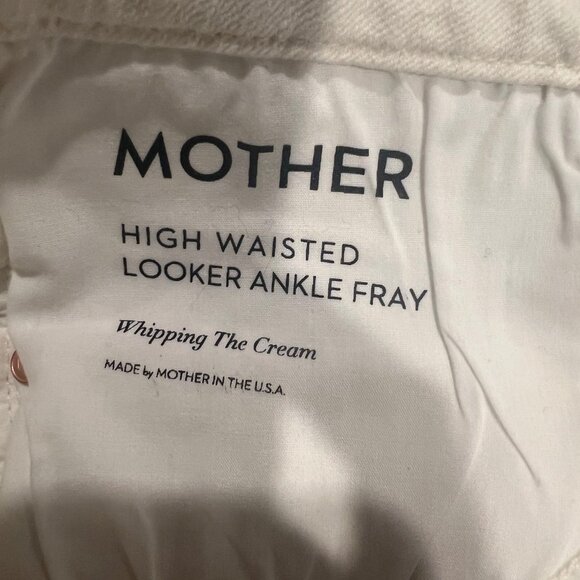 MOTHER
HIGH WAISTED
LOOKER ANKLE FRAY
Whipping The Cream
MADE by MOTHER IN THE U.S.A.